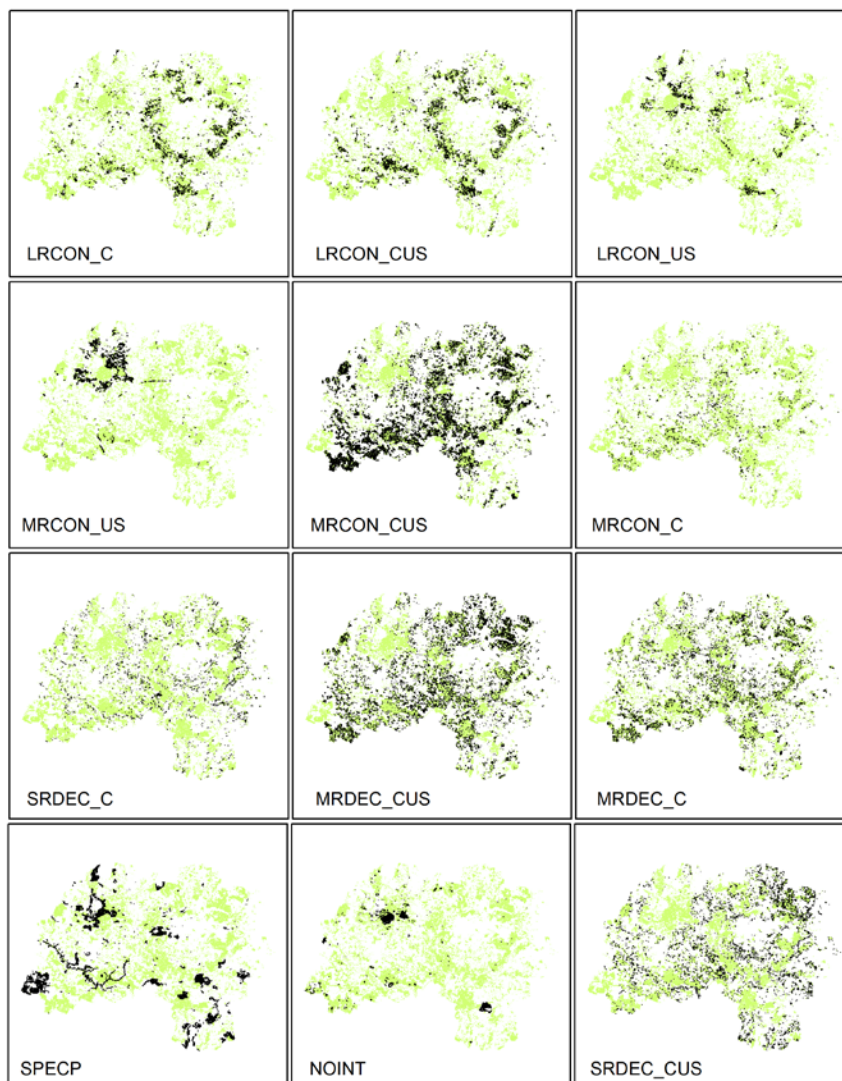 LRCON_C
LRCON_CUS
LRCON_US
MRCON_US
MRCON_CUS
MRCON_C
SRDEC_C
MRDEC_CUS
MRDEC_C
SPECP
NOINT
SRDEC_CUS